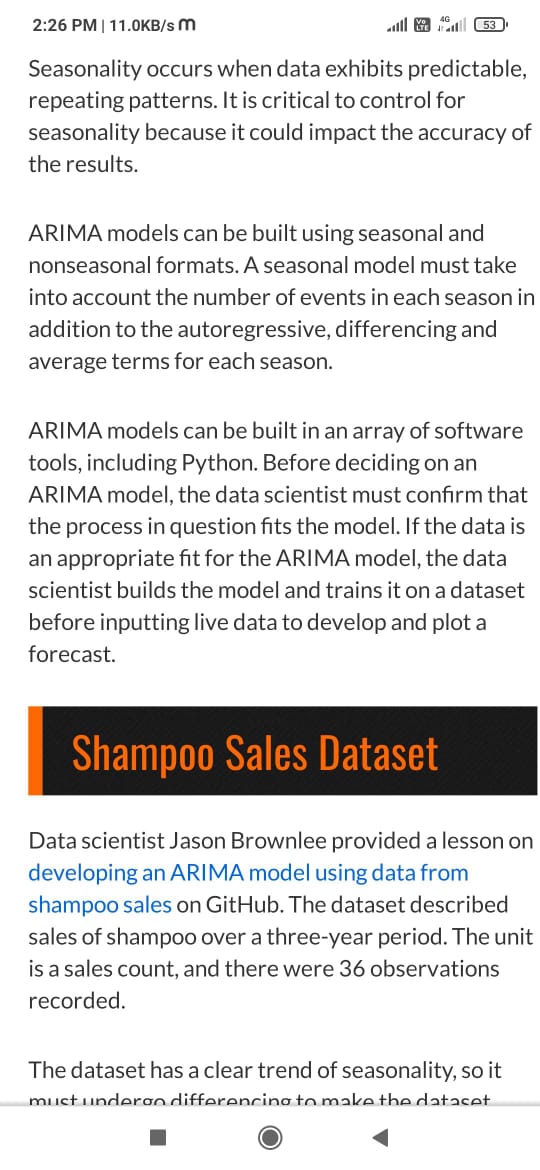 2:26 PM | 11.0KB/s m
Vo LTE 4G 53
Seasonality occurs when data exhibits predictable,
repeating patterns. It is critical to control for
seasonality because it could impact the accuracy of
the results.
ARIMA models can be built using seasonal and
nonseasonal formats. A seasonal model must take
into account the number of events in each season in
addition to the autoregressive, differencing and
average terms for each season.
ARIMA models can be built in an array of software
tools, including Python. Before deciding on an
ARIMA model, the data scientist must confirm that
the process in question fits the model. If the data is
an appropriate fit for the ARIMA model, the data
scientist builds the model and trains it on a dataset
before inputting live data to develop and plot a
forecast.
Shampoo Sales Dataset
Data scientist Jason Brownlee provided a lesson on
developing an ARIMA model using data from
shampoo sales on GitHub. The dataset described
sales of shampoo over a three-year period. The unit
is a sales count, and there were 36 observations
recorded.
The dataset has a clear trend of seasonality, so it
must undergo differencing to make the dataset